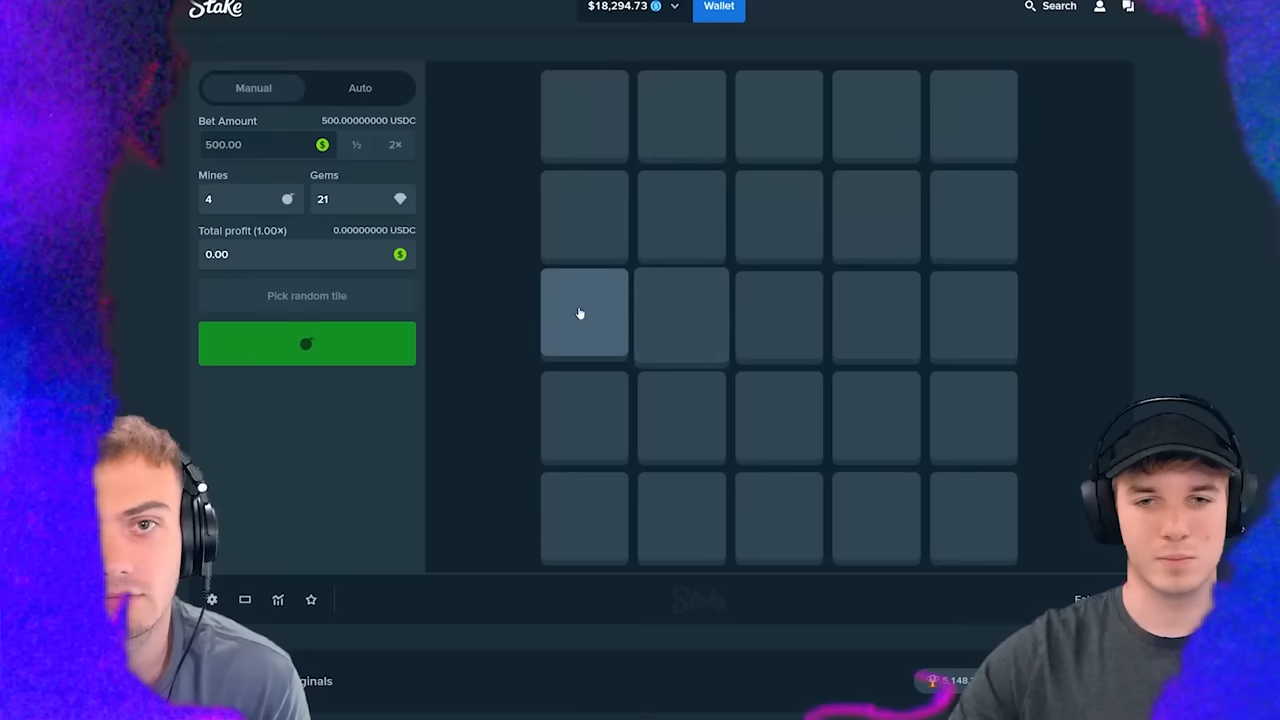 Stake
$18,294.73
Wallet
Search
Manual
Auto
Bet Amount
500.00000000 USDC
500.00
½
2×
Mines
Gems
4
21
Total profit (1.00×)
0.00000000 USDC
0.00
Pick random tile
Stake